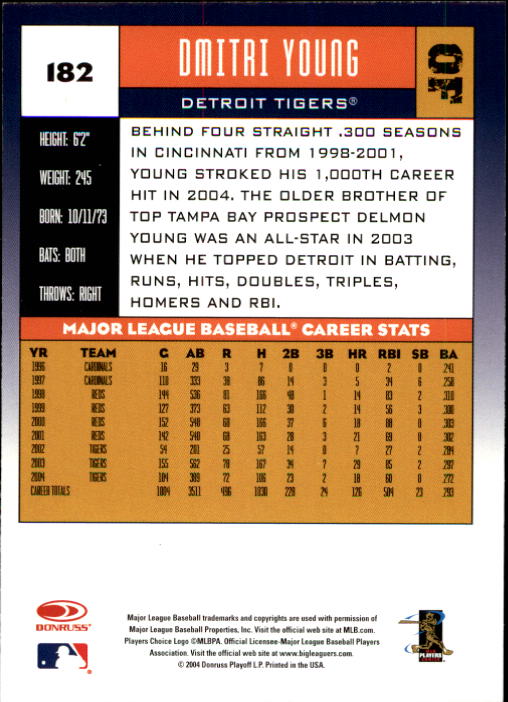 182
DMITRI YOUNG
OF
DETROIT TIGERS®
HEIGHT: 6'2"
WEIGHT: 245
BORN: 10/11/73
BATS: BOTH
THROWS: RIGHT
BEHIND FOUR STRAIGHT .300 SEASONS
IN CINCINNATI FROM 1998-2001,
YOUNG STROKED HIS 1,000TH CAREER
HIT IN 2004. THE OLDER BROTHER OF
TOP TAMPA BAY PROSPECT DELMON
YOUNG WAS AN ALL-STAR IN 2003
WHEN HE TOPPED DETROIT IN BATTING,
RUNS, HITS, DOUBLES, TRIPLES,
HOMERS AND RBI.
MAJOR LEAGUE BASEBALL® CAREER STATS
YR TEAM G AB R H 2B 3B HR RBI SB BA
1996 CARDINALS 16 29 3 7 0 0 0 2 0 .241
1997 CARDINALS 110 333 38 86 14 3 5 34 6 .258
1998 REDS 144 536 81 166 48 1 14 83 2 .310
1999 REDS 127 373 63 112 30 2 14 56 3 .300
2000 REDS 152 548 68 166 37 6 18 88 0 .303
2001 REDS 142 540 68 163 28 3 21 69 0 .302
2002 TIGERS 54 201 25 57 14 0 7 27 2 .284
2003 TIGERS 155 562 78 167 34 7 29 85 2 .297
2004 TIGERS 104 389 72 106 23 2 18 60 0 .272
CAREER TOTALS 1004 3511 496 1030 228 24 126 504 23 .293
DONRUSS
Major League Baseball trademarks and copyrights are used with permission of
Major League Baseball Properties, Inc. Visit the official web site at MLB.com.
Players Choice Logo ©MLBPA. Official Licensee-Major League Baseball Players
Association. Visit the official web site at www.bigleaguers.com.
© 2004 Donruss Playoff L.P. Printed in the USA.
PLAYERS
CHOICE